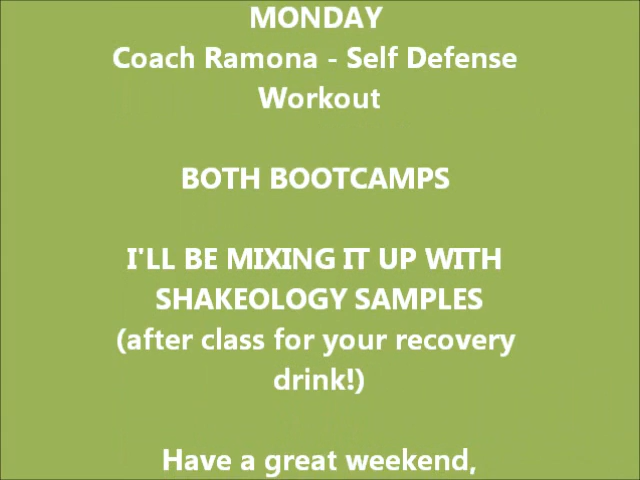 MONDAY
Coach Ramona - Self Defense
Workout
BOTH BOOTCAMPS
I'LL BE MIXING IT UP WITH
SHAKEOLOGY SAMPLES
(after class for your recovery
drink!)
Have a great weekend,